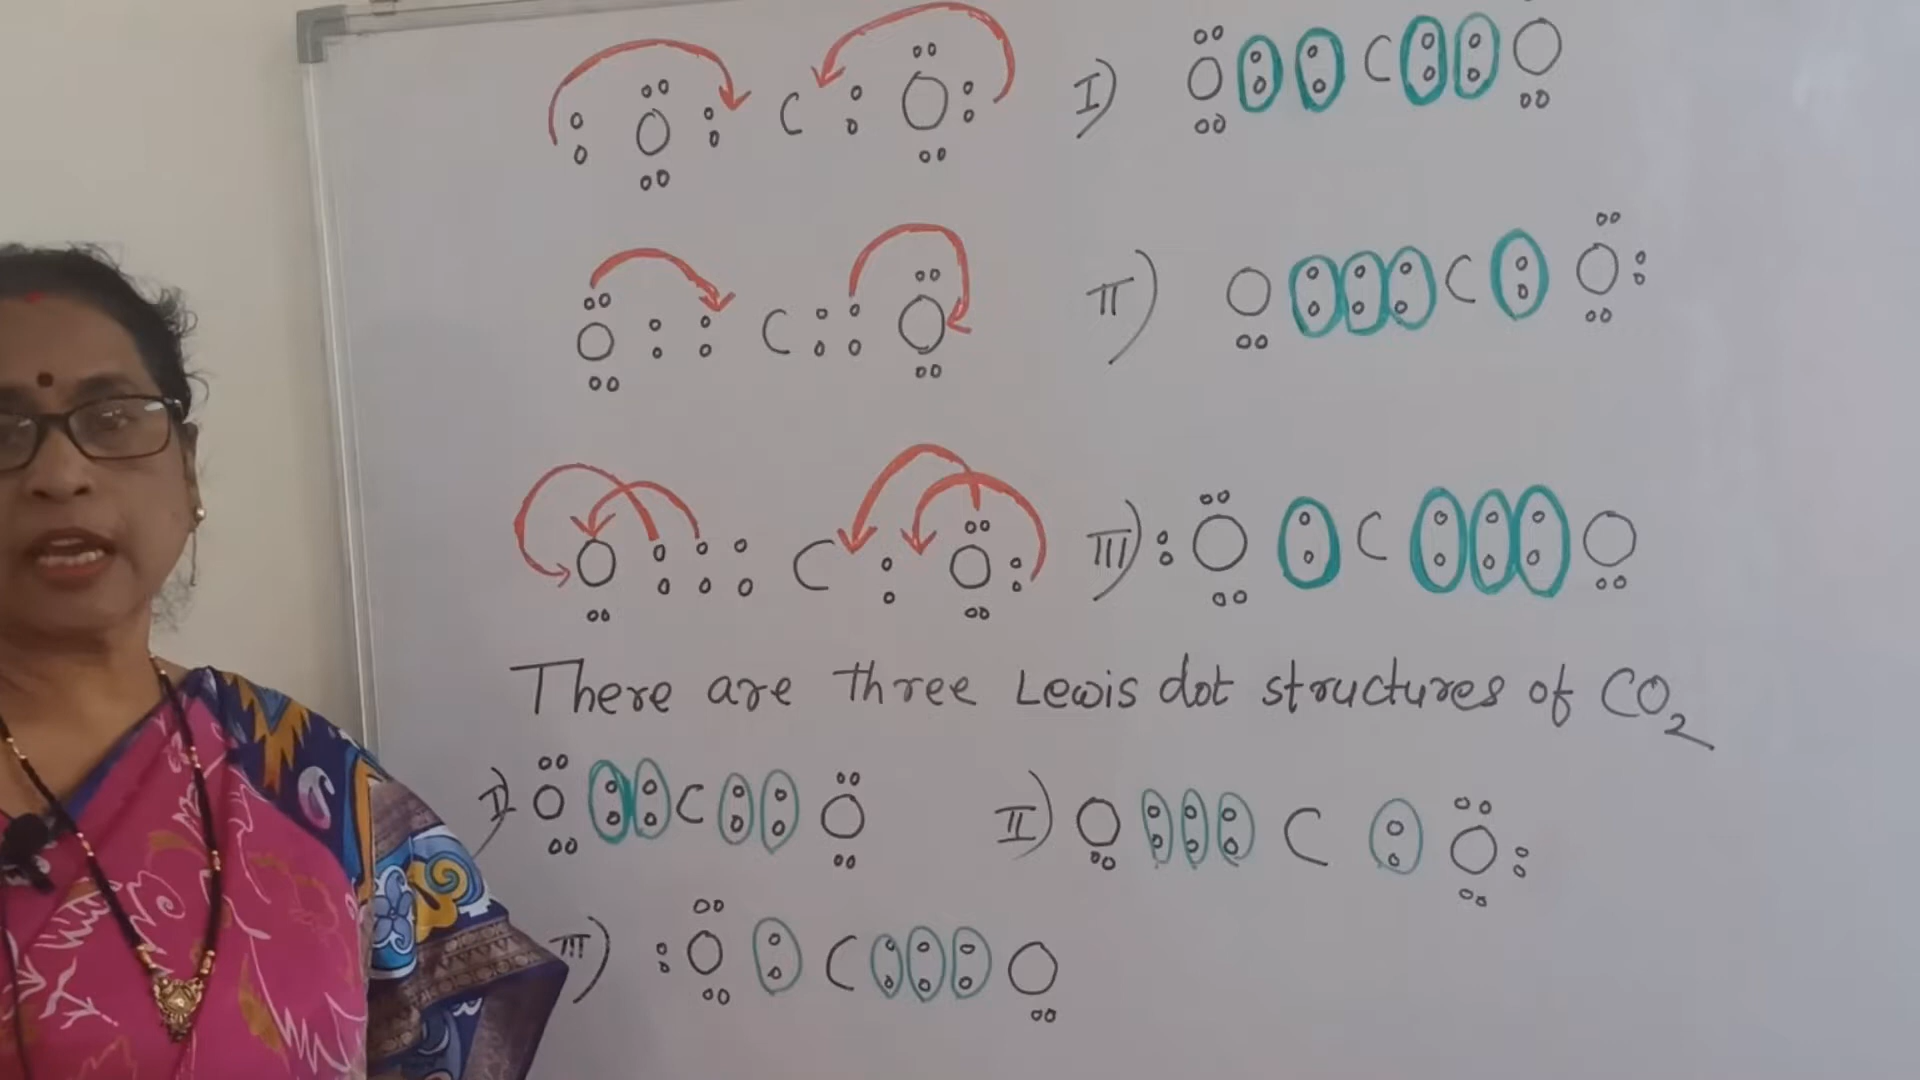 O C O I) O C O
O C O II) O C O
O C O III) O C O
There are three Lewis dot structures of CO₂
I) O C O II) O C O
III) O C O